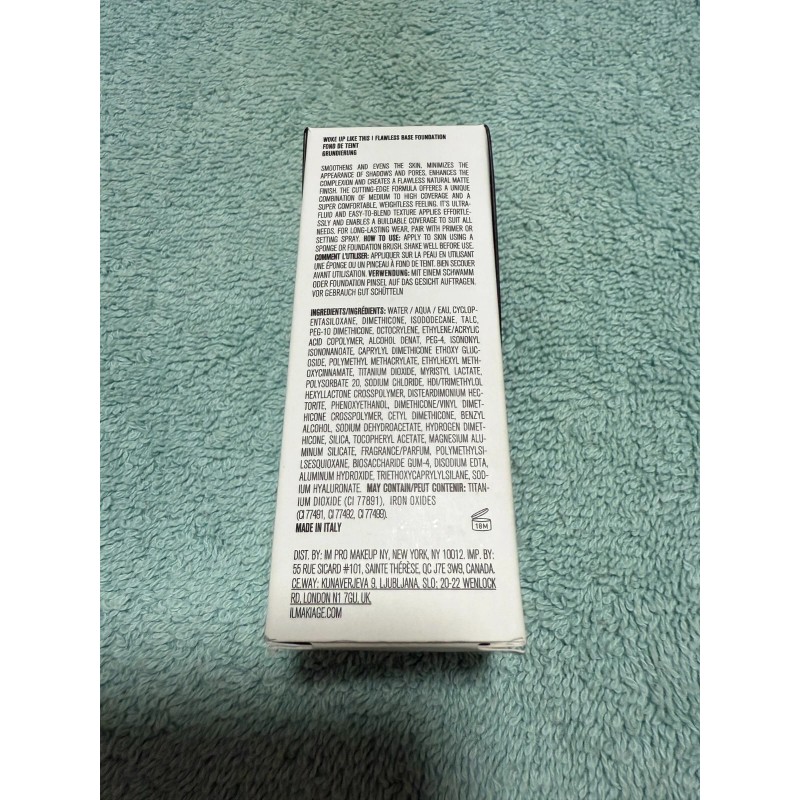 WOKE UP LIKE THIS | FLAWLESS BASE FOUNDATION
FOND DE TEINT
GRUNDIERUNG
SMOOTHENS AND EVENS THE SKIN, MINIMIZES THE
APPEARANCE OF SHADOWS AND PORES, ENHANCES THE
COMPLEXION AND CREATES A FLAWLESS NATURAL MATTE
FINISH. THE CUTTING-EDGE FORMULA OFFERS A UNIQUE
COMBINATION OF MEDIUM TO HIGH COVERAGE AND A
SUPER COMFORTABLE, WEIGHTLESS FEELING. IT'S ULTRA-
FLUID AND EASY-TO-BLEND TEXTURE APPLIES EFFORTLE-
SSLY AND ENABLES A BUILDABLE COVERAGE TO SUIT ALL
NEEDS. FOR LONG-LASTING WEAR, PAIR WITH PRIMER OR
SETTING SPRAY. HOW TO USE: APPLY TO SKIN USING A
SPONGE OR FOUNDATION BRUSH. SHAKE WELL BEFORE USE.
COMMENT L'UTILISER: APPLIQUER SUR LA PEAU EN UTILISANT
UNE ÉPONGE OU UN PINCEAU À FOND DE TEINT. BIEN SECOUER
AVANT UTILISATION. VERWENDUNG: MIT EINEM SCHWAMM
ODER FOUNDATION PINSEL AUF DAS GESICHT AUFTRAGEN.
VOR GEBRAUCH GUT SCHÜTTELN
INGREDIENTS/INGRÉDIENTS: WATER / AQUA / EAU, CYCLOP-
ENTASILOXANE, DIMETHICONE, ISODODECANE, TALC,
PEG-10 DIMETHICONE, OCTOCRYLENE, ETHYLENE/ACRYLIC
ACID COPOLYMER, ALCOHOL DENAT, PEG-4, ISONONYL
ISONONANOATE, CAPRYLYL DIMETHICONE ETHOXY GLUC-
OSIDE, POLYMETHYL METHACRYLATE, ETHYLHEXYL METH-
OXYCINNAMATE, TITANIUM DIOXIDE, MYRISTYL LACTATE,
POLYSORBATE 20, SODIUM CHLORIDE, HDI/TRIMETHYLOL
HEXYLLACTONE CROSSPOLYMER, DISTEARDIMONIUM HEC-
TORITE, PHENOXYETHANOL, DIMETHICONE/VINYL DIMET-
HICONE CROSSPOLYMER, CETYL DIMETHICONE, BENZYL
ALCOHOL, SODIUM DEHYDROACETATE, HYDROGEN DIMET-
HICONE, SILICA, TOCOPHERYL ACETATE, MAGNESIUM ALU-
MINUM SILICATE, FRAGRANCE/PARFUM, POLYMETHYLSI-
LSESQUIOXANE, BIOSACCHARIDE GUM-4, DISODIUM EDTA,
ALUMINUM HYDROXIDE, TRIETHOXYCAPRYLYLSILANE, SOD-
IUM HYALURONATE. MAY CONTAIN/PEUT CONTENIR: TITAN-
IUM DIOXIDE (CI 77891), IRON OXIDES
(CI 77491, CI 77492, CI 77499).
MADE IN ITALY
18M
DIST. BY: IM PRO MAKEUP NY, NEW YORK, NY 10012. IMP. BY:
55 RUE SICARD #101, SAINTE THÉRÈSE, QC J7E 3W9, CANADA.
CE.WAY: KUNAVERJEVA 9, LJUBLJANA, SLO; 20-22 WENLOCK
RD, LONDON N1 7GU, UK.
ILMAKIAGE.COM